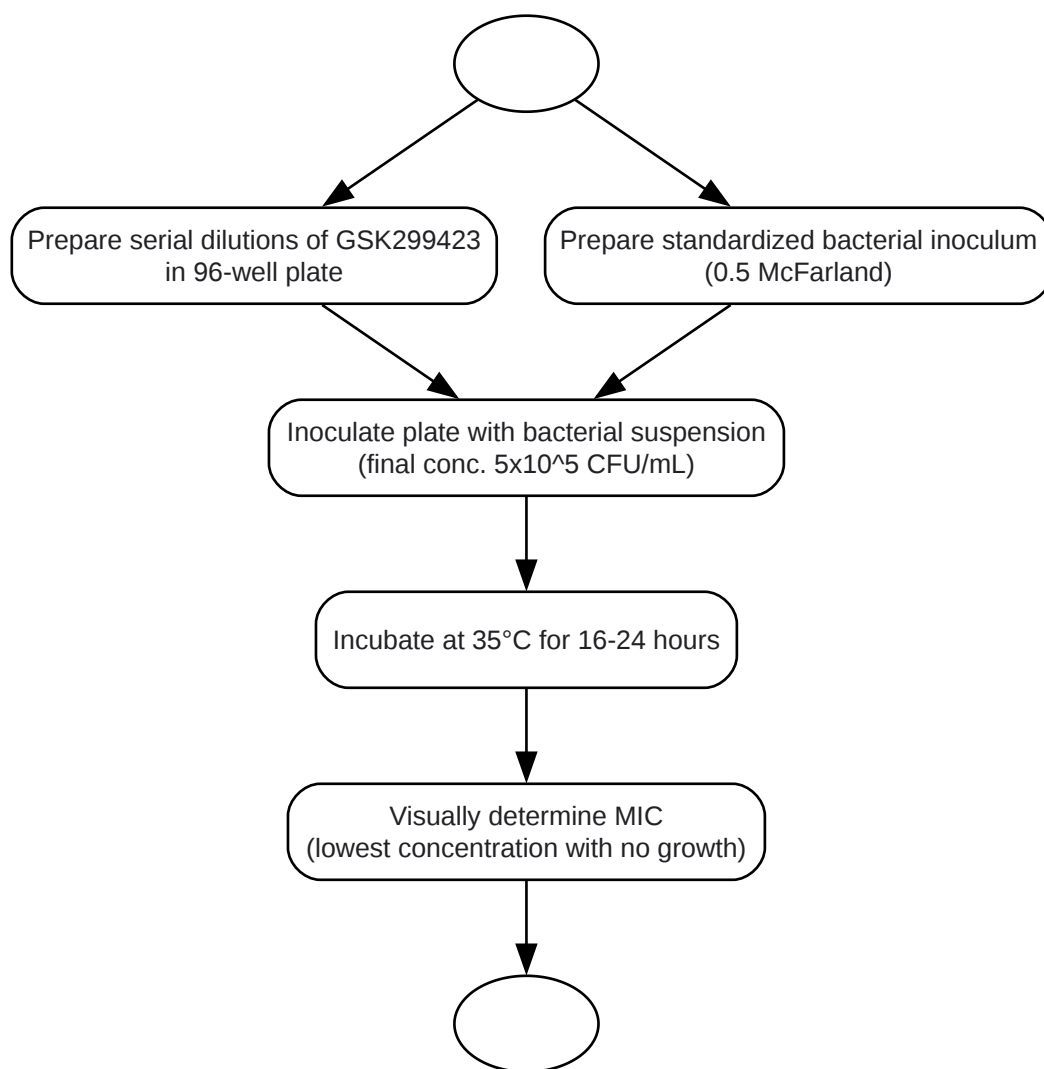 Prepare serial dilutions of GSK299423
in 96-well plate
Prepare standardized bacterial inoculum
(0.5 McFarland)
Inoculate plate with bacterial suspension
(final conc. 5x10^5 CFU/mL)
Incubate at 35°C for 16-24 hours
Visually determine MIC
(lowest concentration with no growth)